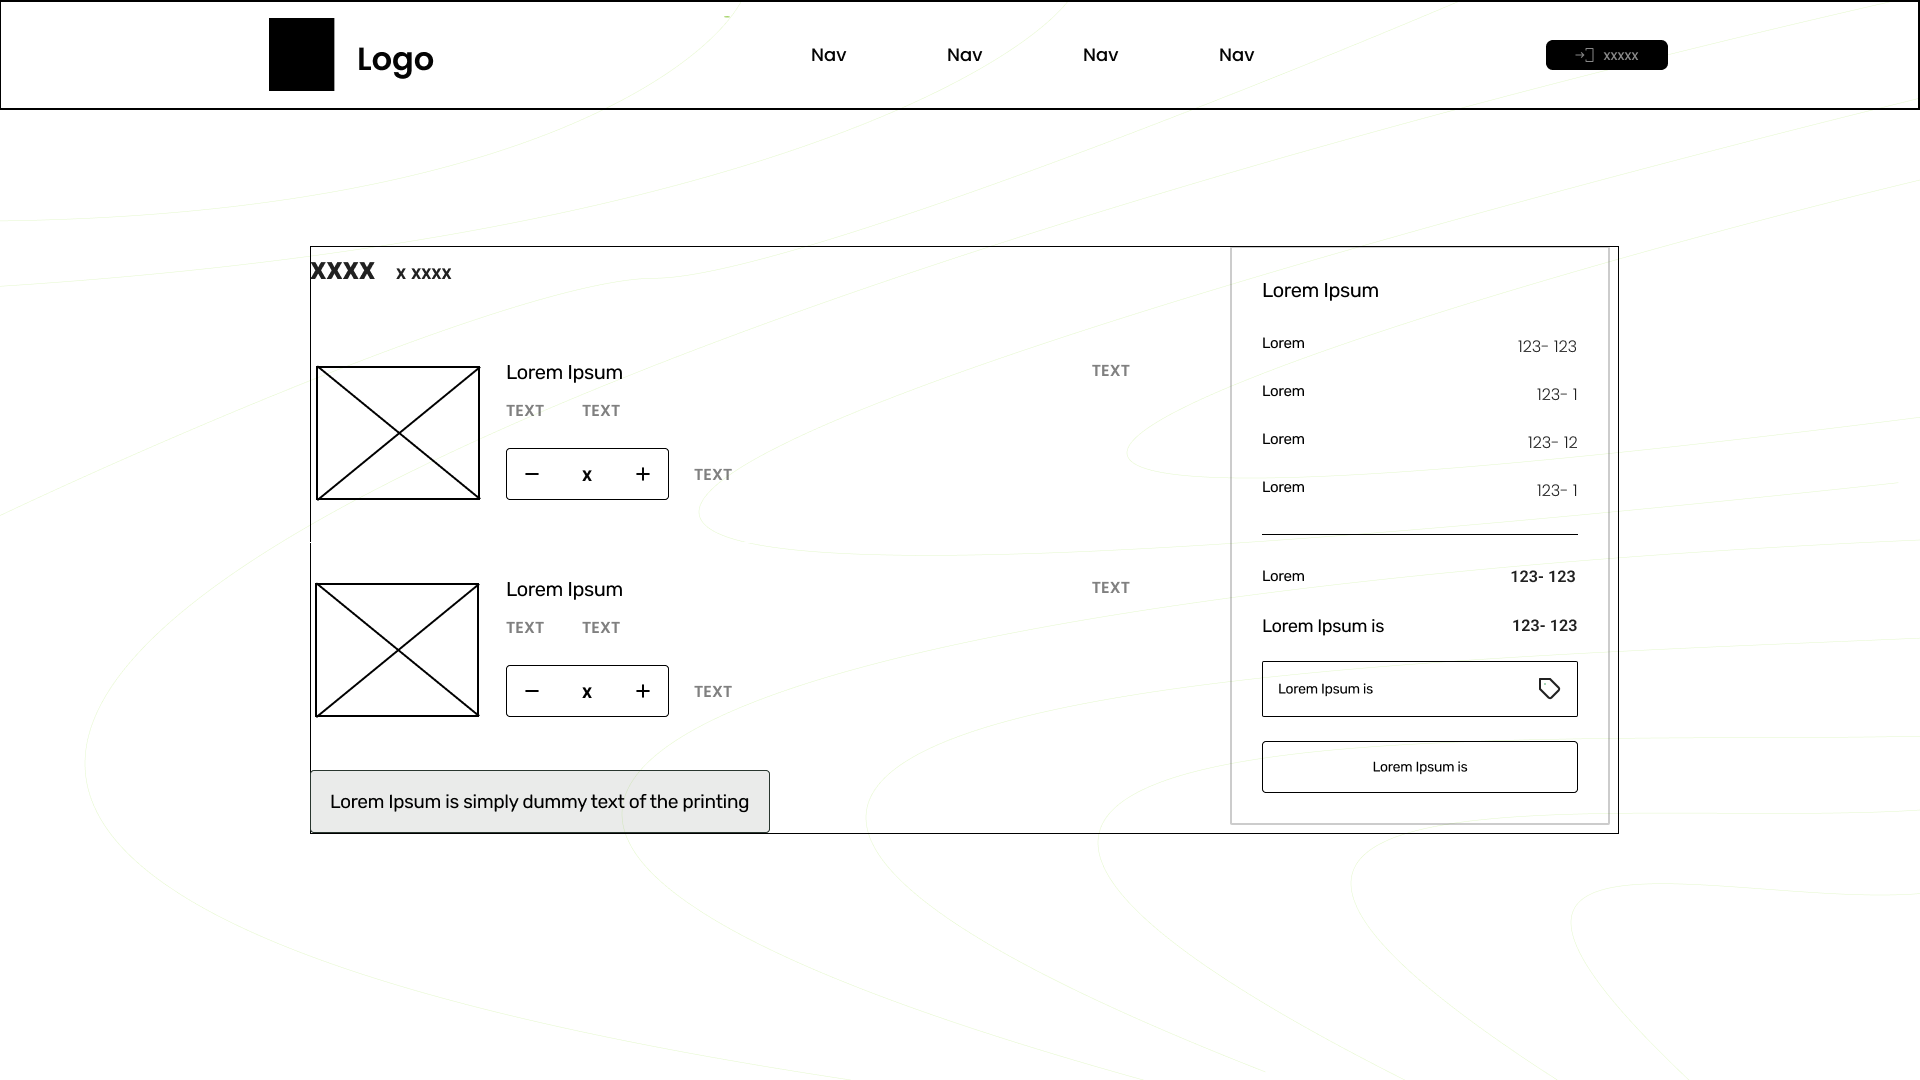 Logo
Nav Nav Nav Nav
xxxxx
XXXX x xxxx
Lorem Ipsum
TEXT
TEXT TEXT
x
TEXT
Lorem Ipsum
TEXT
TEXT TEXT
x
TEXT
Lorem Ipsum is simply dummy text of the printing
Lorem Ipsum
Lorem 123- 123
Lorem 123- 1
Lorem 123- 12
Lorem 123- 1
Lorem 123- 123
Lorem Ipsum is 123- 123
Lorem Ipsum is
Lorem Ipsum is